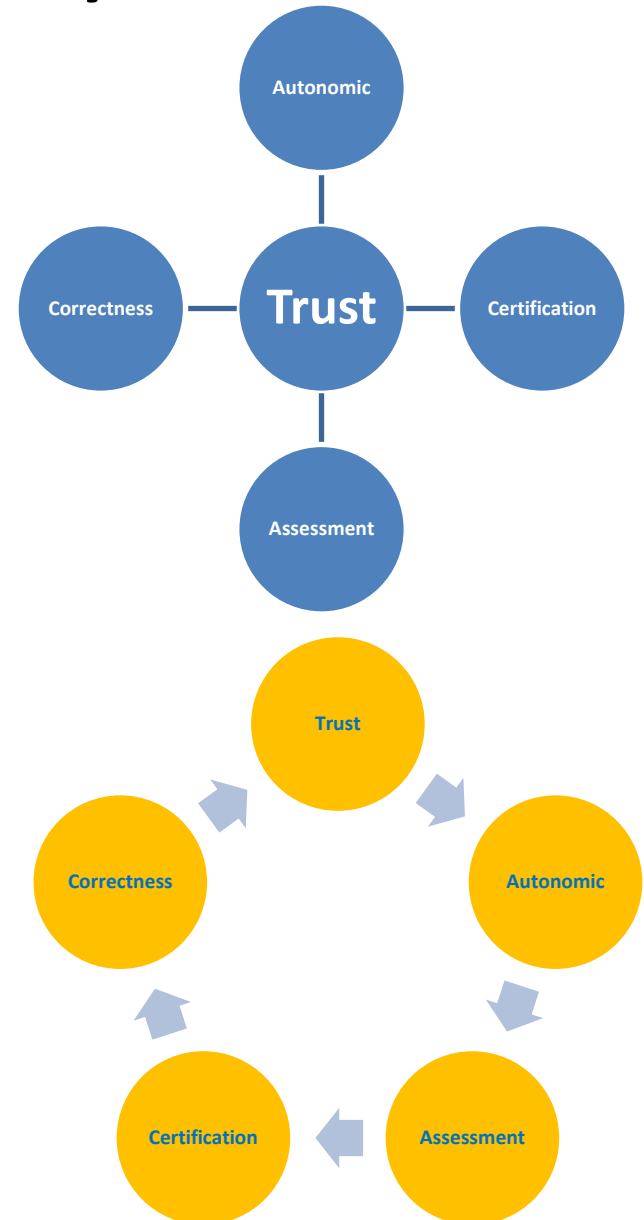 Autonomic
Correctness
Trust
Certification
Assessment
Trust
Correctness
Autonomic
Certification
Assessment